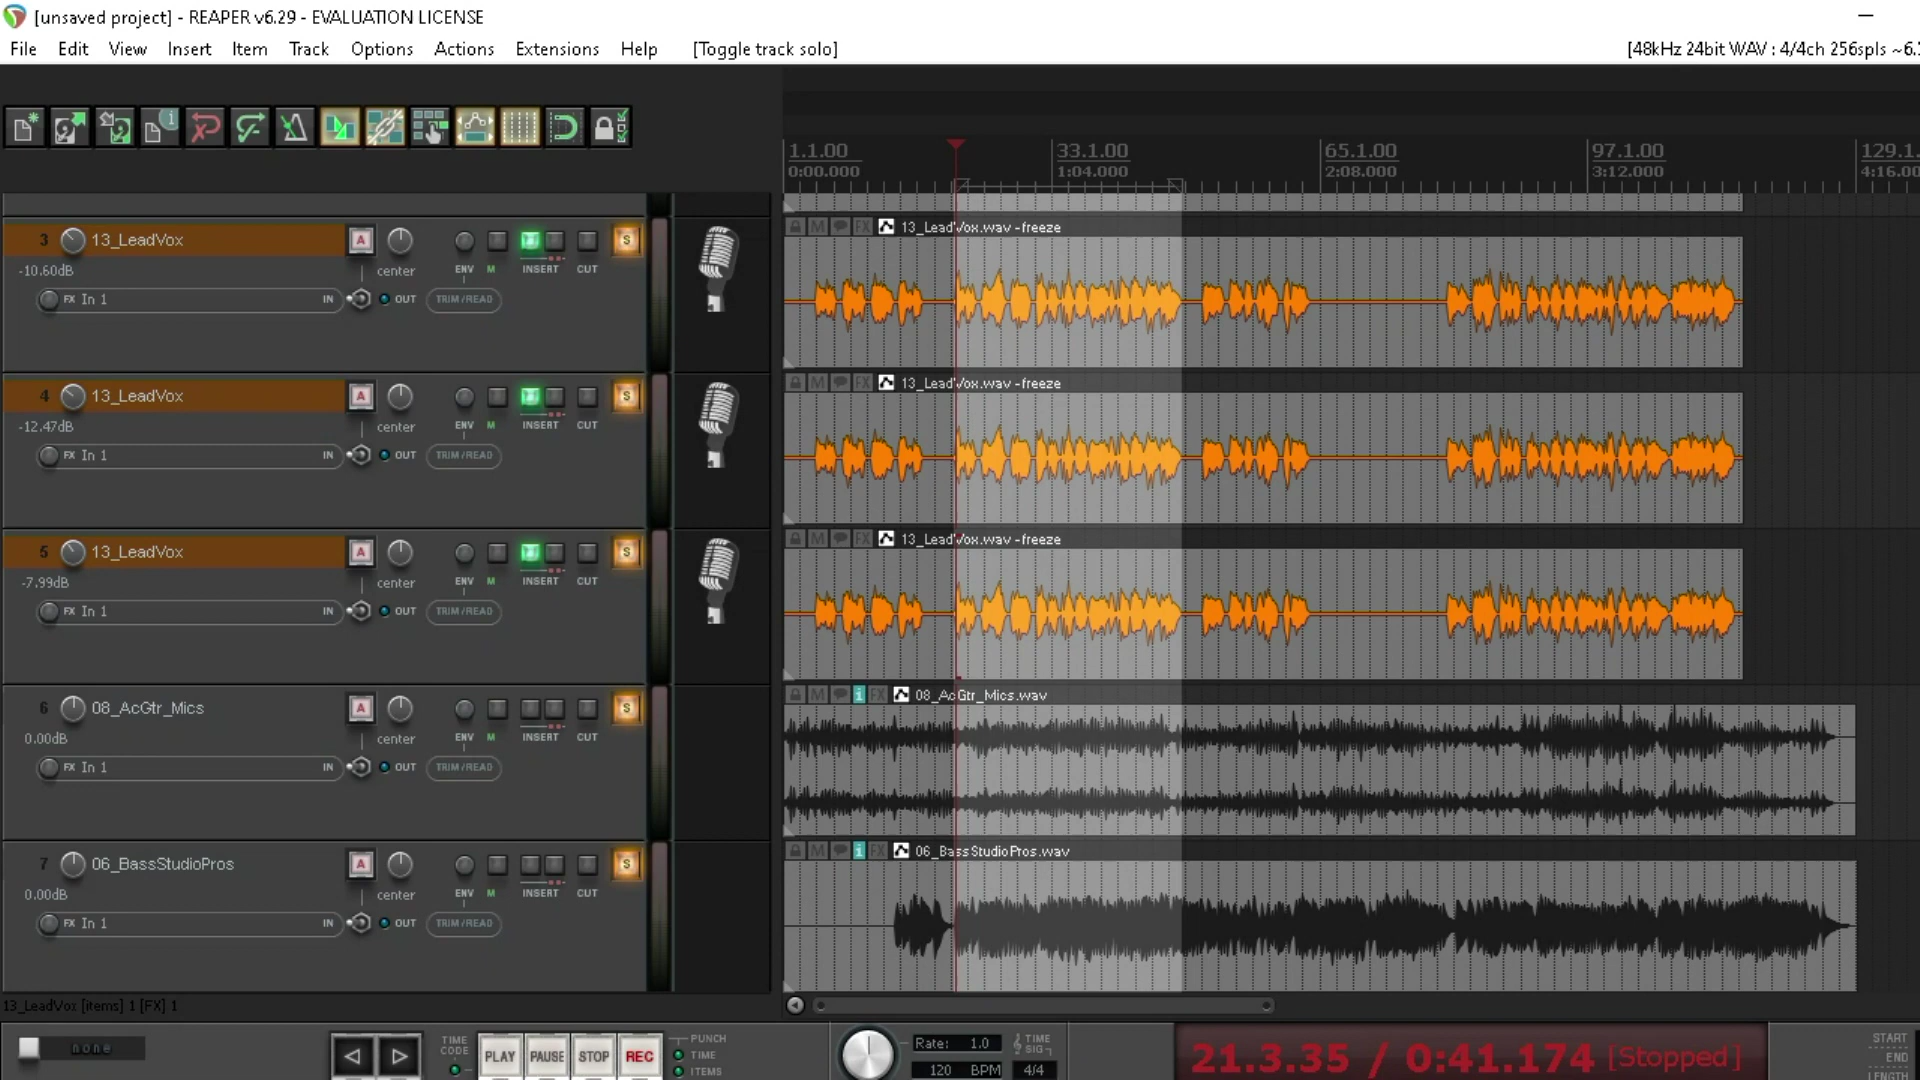 [unsaved project] - REAPER v6.29 - EVALUATION LICENSE
File Edit View Insert Item Track Options Actions Extensions Help [Toggle track solo]
[48kHz 24bit WAV : 4/4ch 256spls
1.1.00 33.1.00 65.1.00 97.1.00 129.1.
0:00.000 1:04.000 2:08.000 3:12.000 4:16.00
3 13_LeadVox A S
-10.60dB center ENV M INSERT CUT
FX In 1 IN OUT TRIM/READ
M FX 13_LeadVox.wav -freeze
4 13_LeadVox A S
-12.47dB center ENV M INSERT CUT
FX In 1 IN OUT TRIM/READ
M FX 13_LeadVox.wav -freeze
5 13_LeadVox A S
-7.99dB center ENV M INSERT CUT
FX In 1 IN OUT TRIM/READ
M FX 13_LeadVox.wav -freeze
6 08_AcGtr_Mics A S
0.00dB center ENV M INSERT CUT
FX In 1 IN OUT TRIM/READ
M i FX 08_AcGtr_Mics.wav
7 06_BassStudioPros A S
0.00dB center ENV M INSERT CUT
FX In 1 IN OUT TRIM/READ
M i FX 06_BassStudioPros.wav
13_LeadVox [items] 1 [FX] 1
none
TIME CODE
PLAY PAUSE STOP REC
PUNCH
TIME
ITEMS
Rate: 1.0
120 BPM
TIME SIG
4/4
21.3.35 / 0:41.174 [Stopped]
START
END
LENGTH